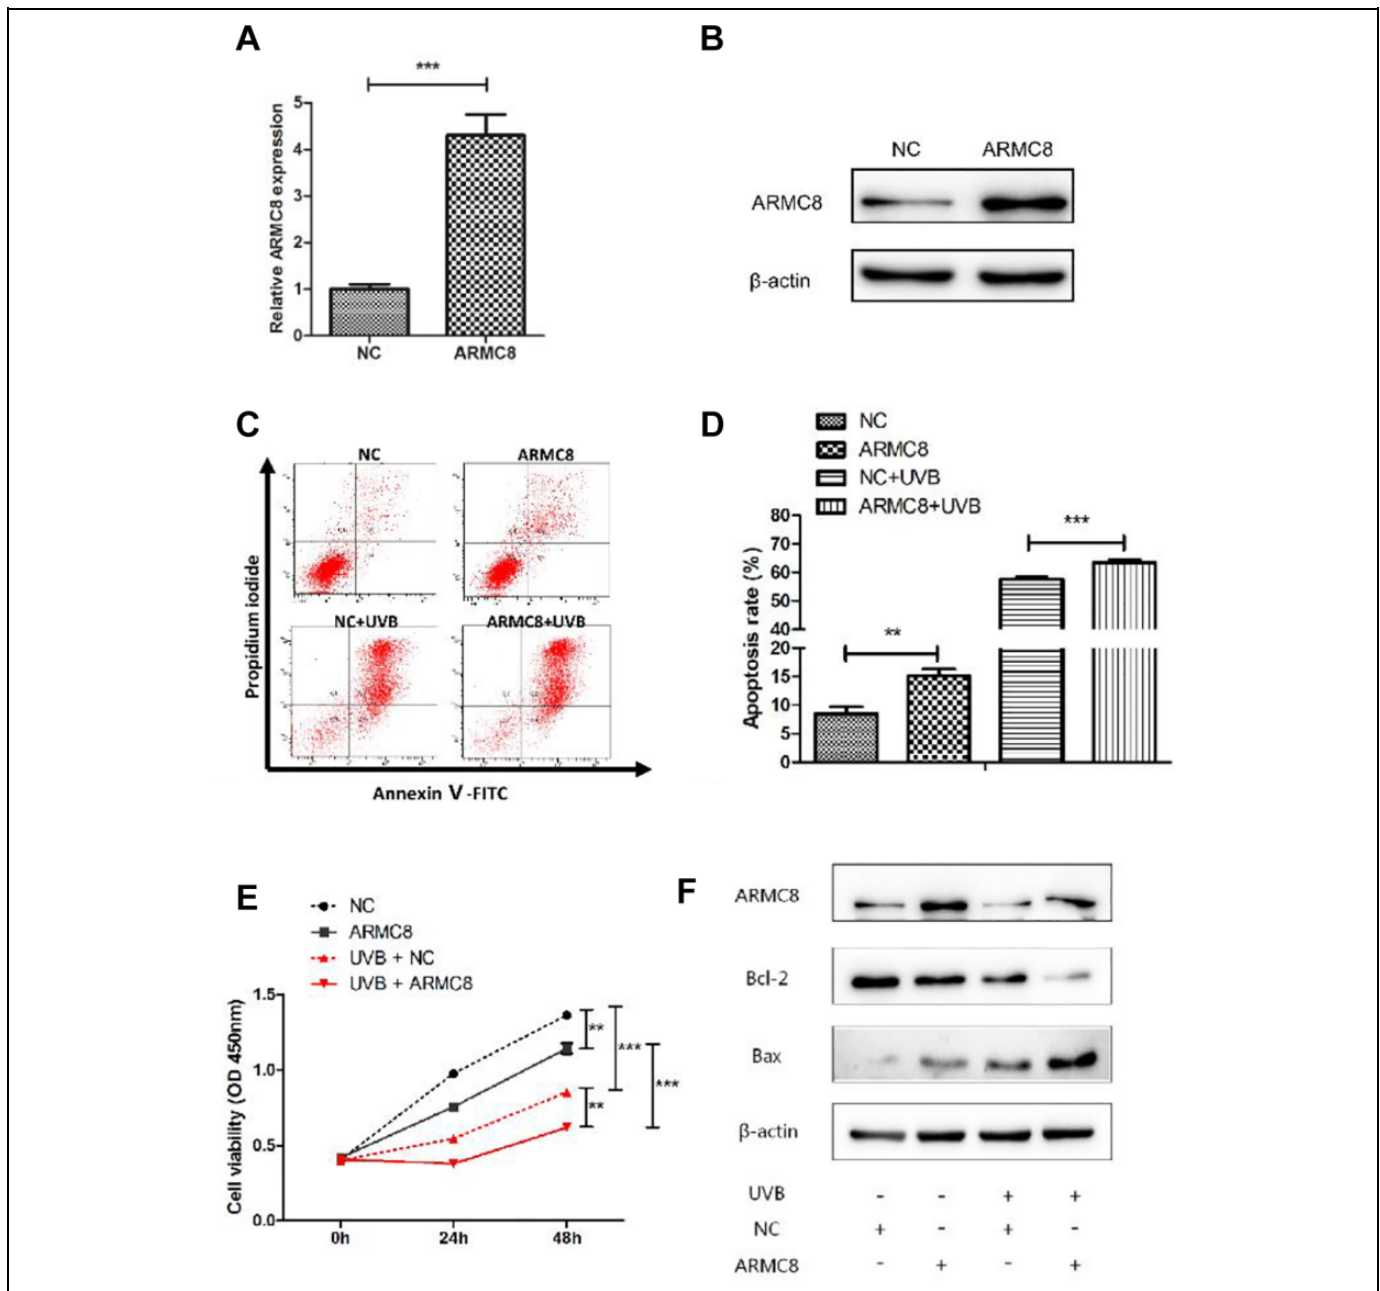 A
***
Relative ARMC8 expression
5
4
3
2
1
0
NC ARMC8
B
NC ARMC8
ARMC8
β-actin
C
NC ARMC8
NC+UVB ARMC8+UVB
Propidium iodide
Annexin V-FITC
D
NC
ARMC8
NC+UVB
ARMC8+UVB
Apoptosis rate (%)
80
70
60
50
40
20
15
10
5
0
**
***
E
NC
ARMC8
UVB + NC
UVB + ARMC8
Cell viability (OD 450nm)
1.5
1.0
0.5
0.0
0h 24h 48h
**
***
***
**
F
ARMC8
Bcl-2
Bax
β-actin
UVB - - + +
NC + - + -
ARMC8 - + - +